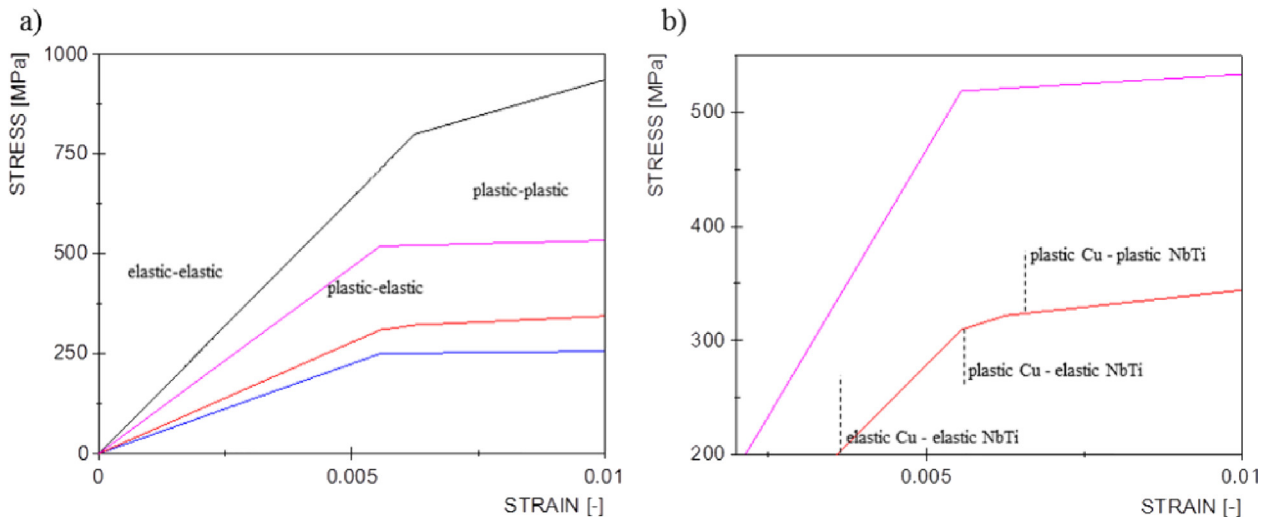 a)
STRESS [MPa]
1000
750
500
250
0
elastic-elastic
plastic-plastic
plastic-elastic
0
0.005
0.01
STRAIN [-]
b)
STRESS [MPa]
500
400
300
200
plastic Cu - plastic NbTi
plastic Cu - elastic NbTi
elastic Cu - elastic NbTi
0.005
0.01
STRAIN [-]